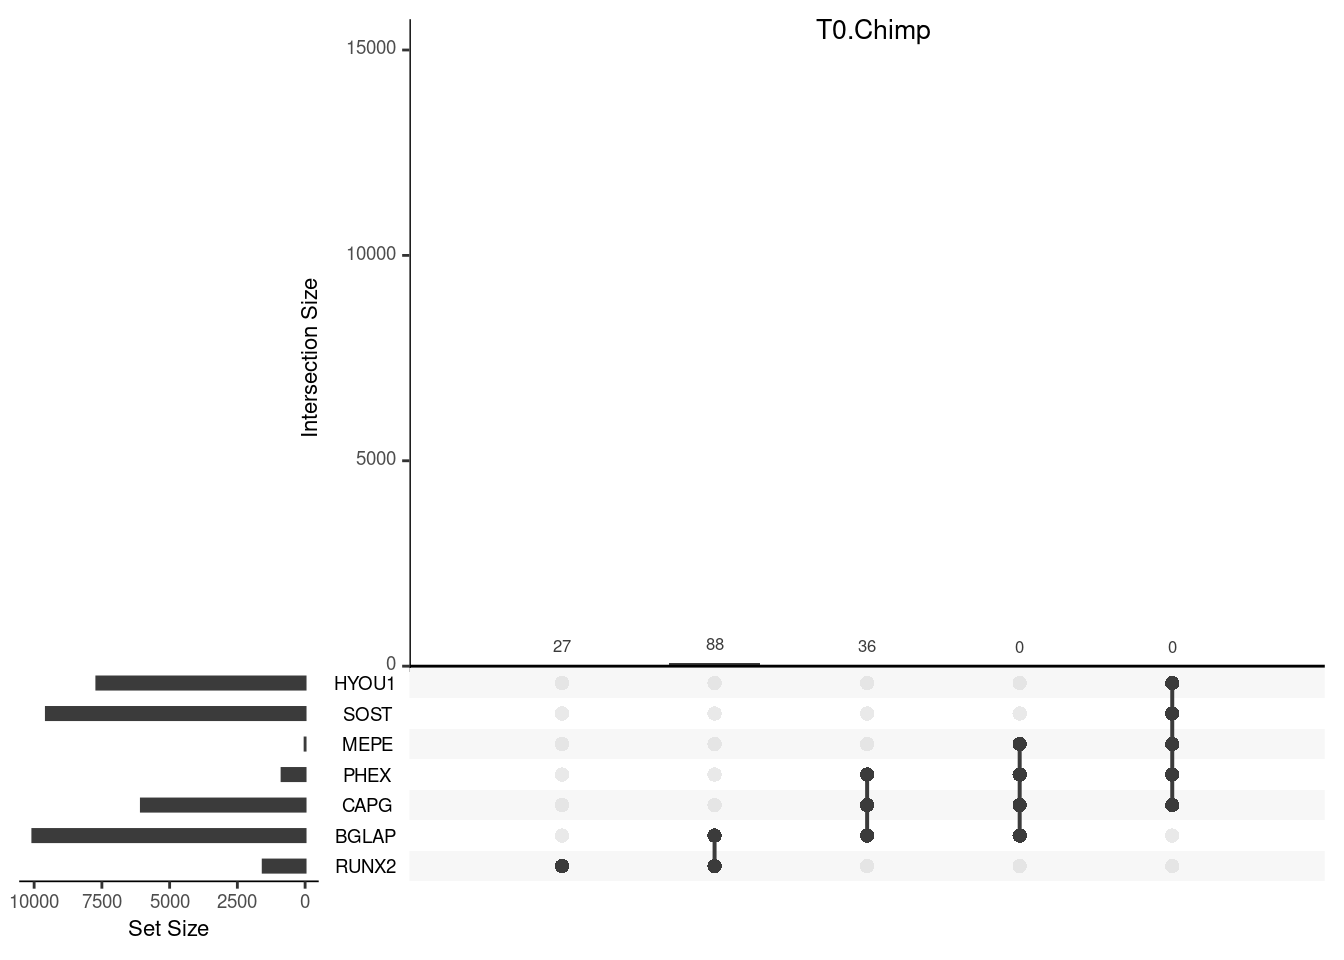 T0.Chimp
15000
10000
5000
0
Intersection Size
27 88 36 0 0
HYOU1
SOST
MEPE
PHEX
CAPG
BGLAP
RUNX2
10000 7500 5000 2500 0
Set Size